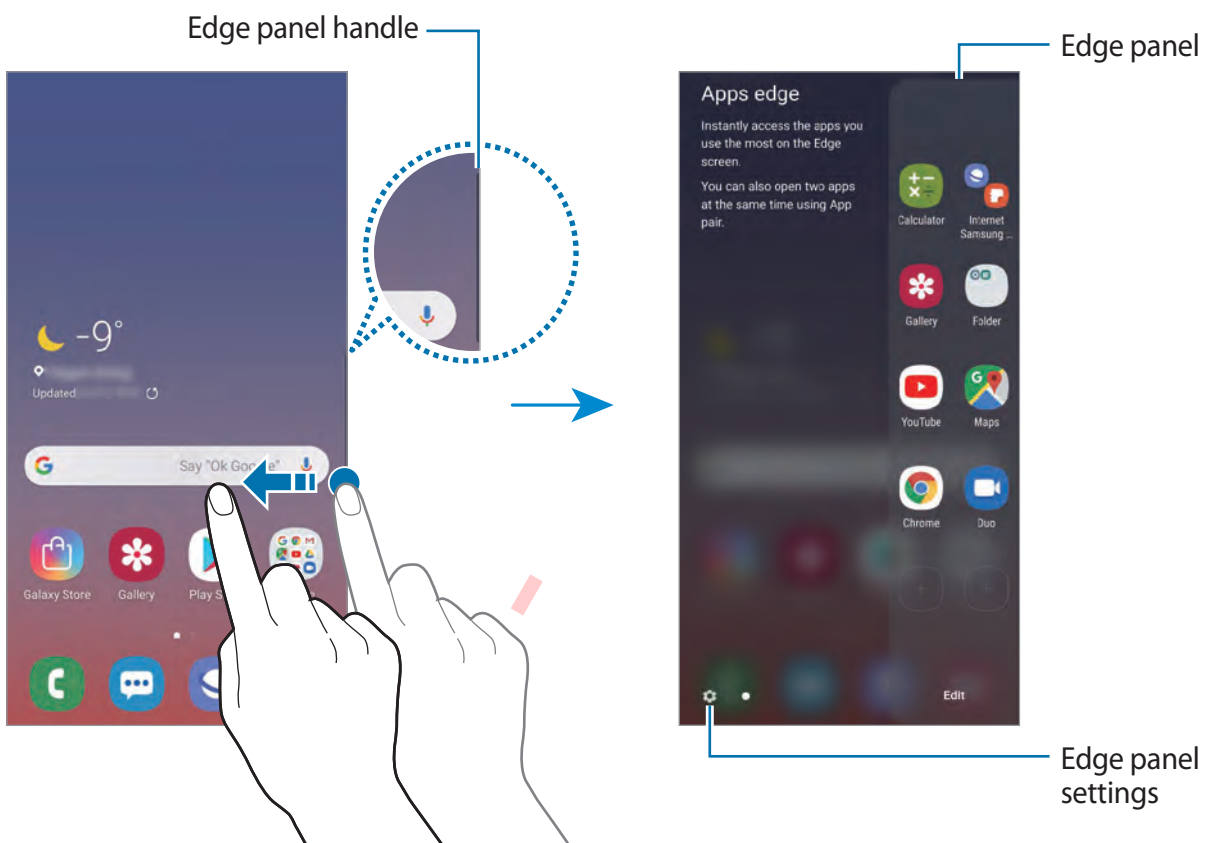 Edge panel handle
Edge panel
-9°
Updated
G
Say "Ok Google"
Galaxy Store
Gallery
Play S
Apps edge
Instantly access the apps you
use the most on the Edge
screen.
You can also open two apps
at the same time using App
pair.
Calculator
Internet
Samsung ...
Gallery
Folder
YouTube
Maps
Chrome
Duo
Edit
Edge panel
settings